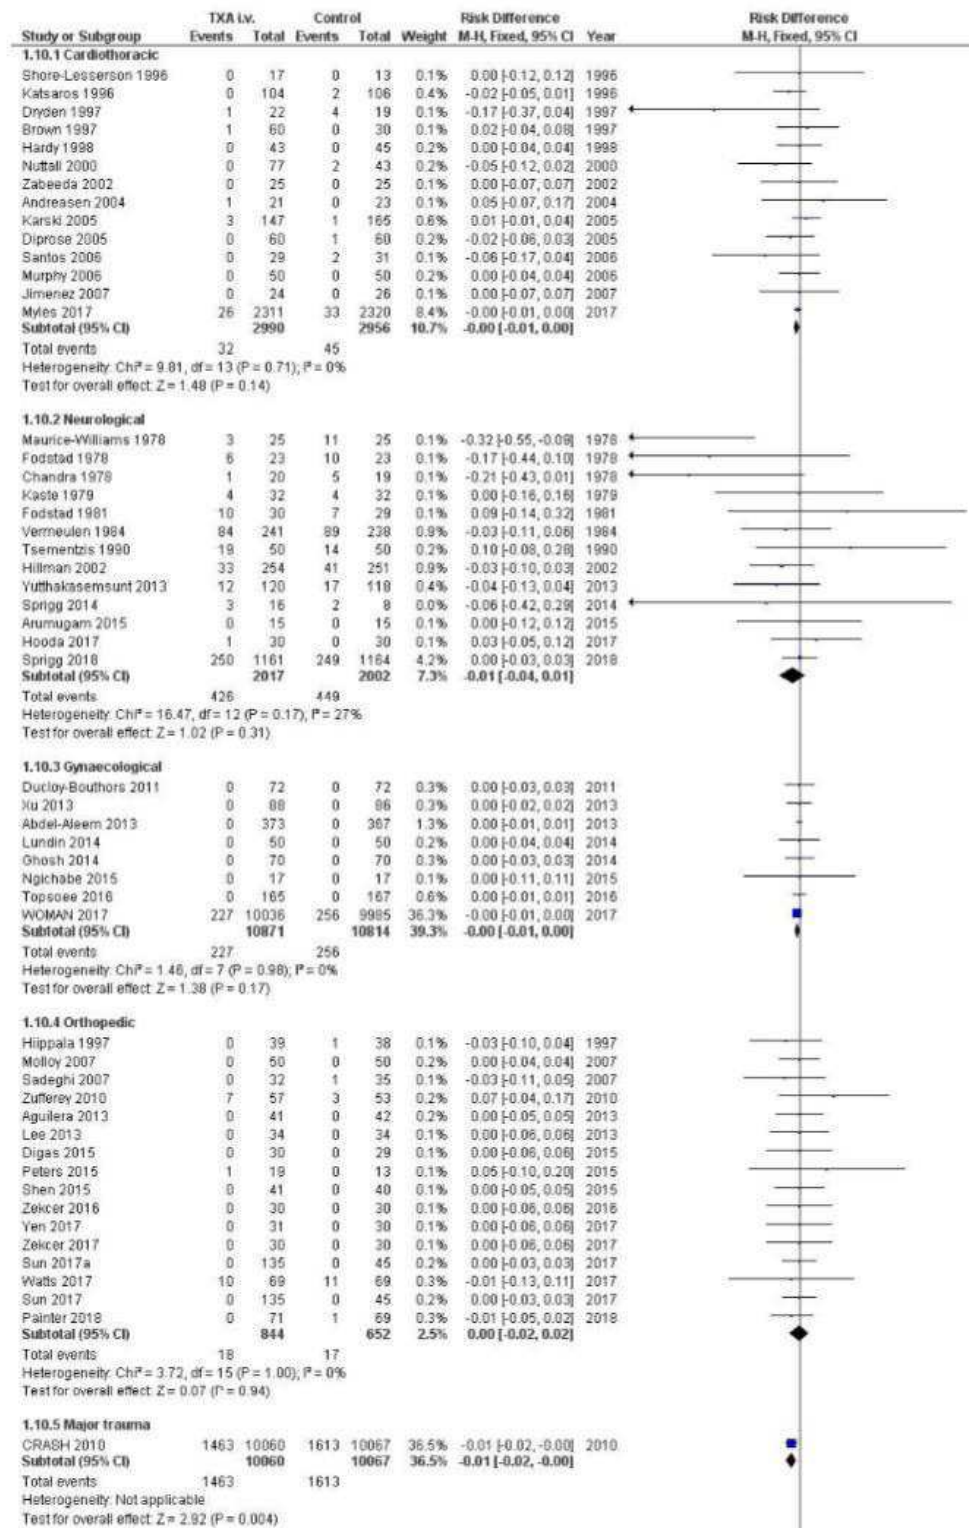 TXA i.v. Control Risk Difference Risk Difference
Study or Subgroup Events Total Events Total Weight M-H, Fixed, 95% CI Year M-H, Fixed, 95% CI
1.10.1 Cardiothoracic
Shore-Lesserson 1996 0 17 0 13 0.1% 0.00 [-0.12, 0.12] 1996
Katsaros 1996 0 104 2 106 0.4% -0.02 [-0.05, 0.01] 1996
Dryden 1997 1 22 4 19 0.1% -0.17 [-0.37, 0.04] 1997
Brown 1997 1 60 0 30 0.1% 0.02 [-0.04, 0.08] 1997
Hardy 1998 0 43 0 45 0.2% 0.00 [-0.04, 0.04] 1998
Nuttall 2000 0 77 2 43 0.2% -0.05 [-0.12, 0.02] 2000
Zabeeda 2002 0 25 0 25 0.1% 0.00 [-0.07, 0.07] 2002
Andreasen 2004 1 21 0 23 0.1% 0.05 [-0.07, 0.17] 2004
Karski 2005 3 147 1 165 0.6% 0.01 [-0.01, 0.04] 2005
Diprose 2005 0 60 1 60 0.2% -0.02 [-0.06, 0.03] 2005
Santos 2006 0 29 2 31 0.1% -0.06 [-0.17, 0.04] 2006
Murphy 2006 0 50 0 50 0.2% 0.00 [-0.04, 0.04] 2006
Jimenez 2007 0 24 0 26 0.1% 0.00 [-0.07, 0.07] 2007
Myles 2017 26 2311 33 2320 8.4% -0.00 [-0.01, 0.00] 2017
Subtotal (95% CI) 2990 2956 10.7% -0.00 [-0.01, 0.00]
Total events 32 45
Heterogeneity: Chi² = 9.81, df = 13 (P = 0.71); I² = 0%
Test for overall effect: Z = 1.48 (P = 0.14)
1.10.2 Neurological
Maurice-Williams 1978 3 25 11 25 0.1% -0.32 [-0.55, -0.09] 1978
Fodstad 1978 6 23 10 23 0.1% -0.17 [-0.44, 0.10] 1978
Chandra 1978 1 20 5 19 0.1% -0.21 [-0.43, 0.01] 1978
Kaste 1979 4 32 4 32 0.1% 0.00 [-0.16, 0.16] 1979
Fodstad 1981 10 30 7 29 0.1% 0.09 [-0.14, 0.32] 1981
Vermeulen 1984 84 241 89 238 0.9% -0.03 [-0.11, 0.06] 1984
Tsementzis 1990 19 50 14 50 0.2% 0.10 [-0.08, 0.28] 1990
Hillman 2002 33 254 41 251 0.9% -0.03 [-0.10, 0.03] 2002
Yutthakasemsunt 2013 12 120 17 118 0.4% -0.04 [-0.13, 0.04] 2013
Sprigg 2014 3 16 2 8 0.0% -0.06 [-0.42, 0.29] 2014
Arumugam 2015 0 15 0 15 0.1% 0.00 [-0.12, 0.12] 2015
Hooda 2017 1 30 0 30 0.1% 0.03 [-0.05, 0.12] 2017
Sprigg 2018 250 1161 249 1164 4.2% 0.00 [-0.03, 0.03] 2018
Subtotal (95% CI) 2017 2002 7.3% -0.01 [-0.04, 0.01]
Total events 426 449
Heterogeneity: Chi² = 16.47, df = 12 (P = 0.17); I² = 27%
Test for overall effect: Z = 1.02 (P = 0.31)
1.10.3 Gynaecological
Ducloy-Bouthors 2011 0 72 0 72 0.3% 0.00 [-0.03, 0.03] 2011
Xu 2013 0 88 0 86 0.3% 0.00 [-0.02, 0.02] 2013
Abdel-Aleem 2013 0 373 0 367 1.3% 0.00 [-0.01, 0.01] 2013
Lundin 2014 0 50 0 50 0.2% 0.00 [-0.04, 0.04] 2014
Ghosh 2014 0 70 0 70 0.3% 0.00 [-0.03, 0.03] 2014
Ngichabe 2015 0 17 0 17 0.1% 0.00 [-0.11, 0.11] 2015
Topsoee 2016 0 165 0 167 0.6% 0.00 [-0.01, 0.01] 2016
WOMAN 2017 227 10036 256 9985 36.3% -0.00 [-0.01, 0.00] 2017
Subtotal (95% CI) 10871 10814 39.3% -0.00 [-0.01, 0.00]
Total events 227 256
Heterogeneity: Chi² = 1.46, df = 7 (P = 0.98); I² = 0%
Test for overall effect: Z = 1.38 (P = 0.17)
1.10.4 Orthopedic
Hiippala 1997 0 39 1 38 0.1% -0.03 [-0.10, 0.04] 1997
Molloy 2007 0 50 0 50 0.2% 0.00 [-0.04, 0.04] 2007
Sadeghi 2007 0 32 1 35 0.1% -0.03 [-0.11, 0.05] 2007
Zufferey 2010 7 57 3 53 0.2% 0.07 [-0.04, 0.17] 2010
Aguilera 2013 0 41 0 42 0.2% 0.00 [-0.05, 0.05] 2013
Lee 2013 0 34 0 34 0.1% 0.00 [-0.06, 0.06] 2013
Digas 2015 0 30 0 29 0.1% 0.00 [-0.06, 0.06] 2015
Peters 2015 1 19 0 13 0.1% 0.05 [-0.10, 0.20] 2015
Shen 2015 0 41 0 40 0.1% 0.00 [-0.05, 0.05] 2015
Zekcer 2016 0 30 0 30 0.1% 0.00 [-0.06, 0.06] 2016
Yen 2017 0 31 0 30 0.1% 0.00 [-0.06, 0.06] 2017
Zekcer 2017 0 30 0 30 0.1% 0.00 [-0.06, 0.06] 2017
Sun 2017a 0 135 0 45 0.2% 0.00 [-0.03, 0.03] 2017
Watts 2017 10 69 11 69 0.3% -0.01 [-0.13, 0.11] 2017
Sun 2017 0 135 0 45 0.2% 0.00 [-0.03, 0.03] 2017
Painter 2018 0 71 1 69 0.3% -0.01 [-0.05, 0.02] 2018
Subtotal (95% CI) 844 652 2.5% 0.00 [-0.02, 0.02]
Total events 18 17
Heterogeneity: Chi² = 3.72, df = 15 (P = 1.00); I² = 0%
Test for overall effect: Z = 0.07 (P = 0.94)
1.10.5 Major trauma
CRASH 2010 1463 10060 1613 10067 36.5% -0.01 [-0.02, -0.00] 2010
Subtotal (95% CI) 10060 10067 36.5% -0.01 [-0.02, -0.00]
Total events 1463 1613
Heterogeneity: Not applicable
Test for overall effect: Z = 2.92 (P = 0.004)